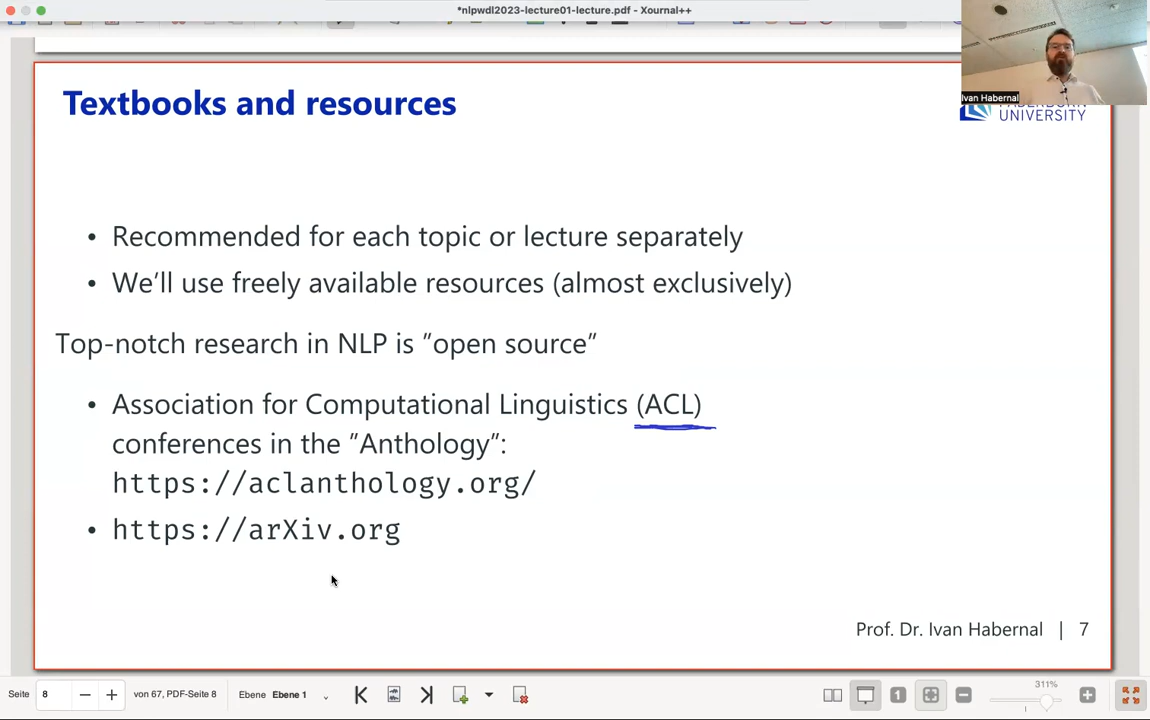 *nlpwdl2023-lecture01-lecture.pdf - Xournal++
Ivan Habernal
Textbooks and resources
UNIVERSITY
• Recommended for each topic or lecture separately
• We’ll use freely available resources (almost exclusively)
Top-notch research in NLP is ”open source”
• Association for Computational Linguistics (ACL)
conferences in the ”Anthology”:
https://aclanthology.org/
• https://arXiv.org
Prof. Dr. Ivan Habernal | 7
Seite 8 von 67, PDF-Seite 8 Ebene Ebene 1 1 311%